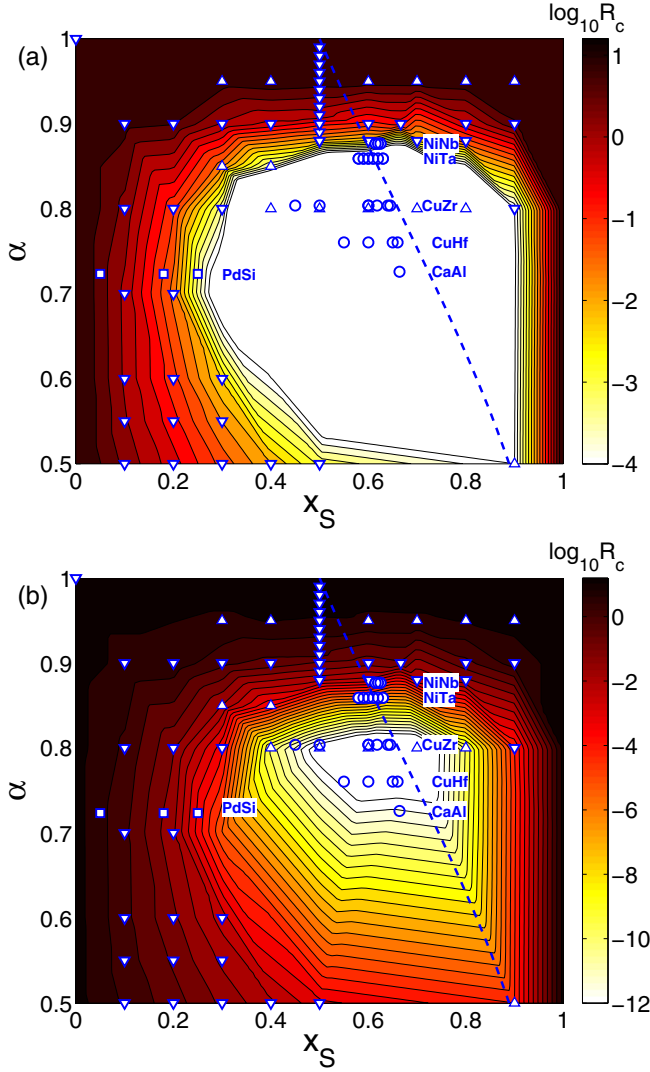 log10Rc
(a)
1
0.9
0.8
0.7
0.6
0.5
α
NiNb
NiTa
CuZr
CuHf
CaAl
PdSi
0 0.2 0.4 0.6 0.8 1
xS
1
0
−1
−2
−3
−4
log10Rc
(b)
1
0.9
0.8
0.7
0.6
0.5
α
NiNb
NiTa
CuZr
CuHf
CaAl
PdSi
0 0.2 0.4 0.6 0.8 1
xS
0
−2
−4
−6
−8
−10
−12